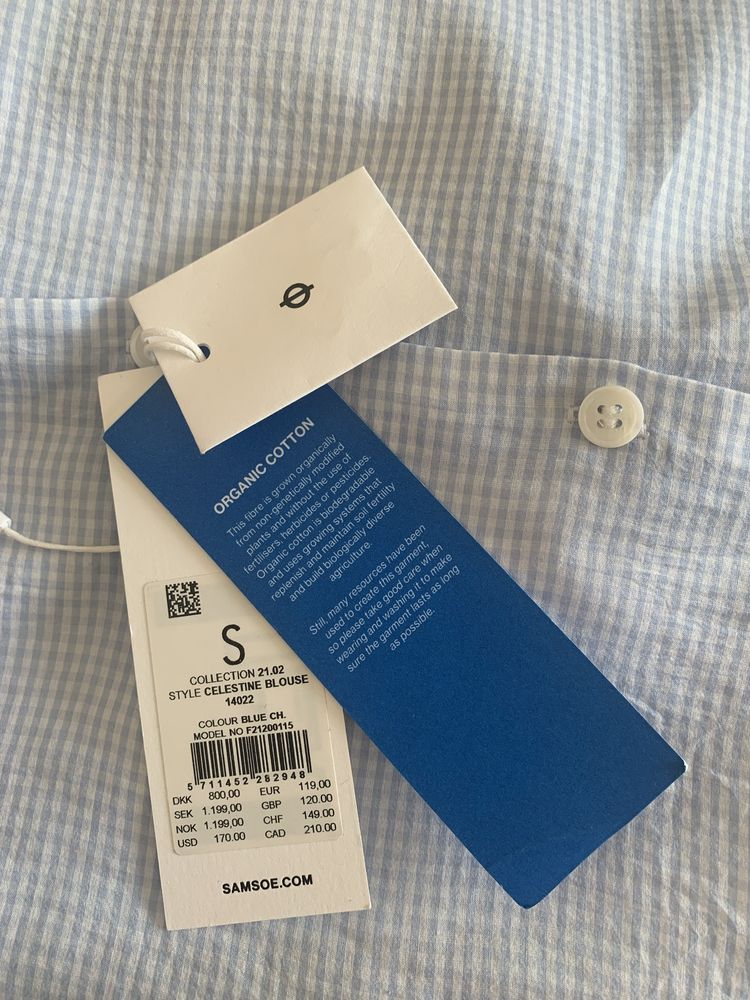 ORGANIC COTTON
This fibre is grown organically
from non-genetically modified
plants and without the use of
fertilisers, herbicides or pesticides.
Organic cotton is biodegradable
and uses growing systems that
replenish and mantain soil fertility
and build biologically diverse
agriculture.
Still, many resources have been
used to create this garment,
so please take good care when
wearing and washing it to make
sure the garment lasts as long
as possible.
S
COLLECTION 21.02
STYLE CELESTINE BLOUSE
14022
COLOUR BLUE CH.
MODEL NO F21200115
5 711452 282948
DKK 800,00 EUR 119,00
SEK 1.199,00 GBP 120.00
NOK 1.199,00 CHF 149.00
USD 170.00 CAD 210.00
SAMSOE.COM